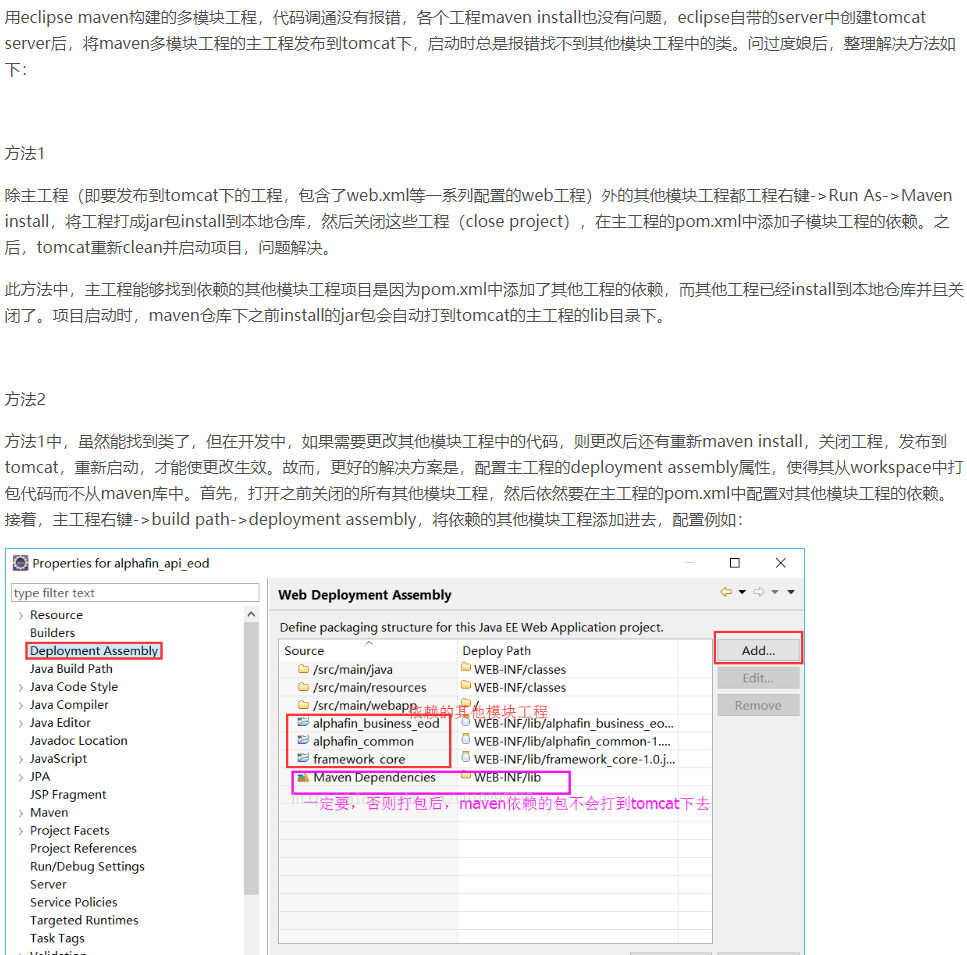 用eclipse maven构建的多模块工程，代码调通没有报错，各个工程maven install也没有问题，eclipse自带的server中创建tomcat
server后，将maven多模块工程的主工程发布到tomcat下，启动时总是报错找不到其他模块工程中的类。问过度娘后，整理解决方法如
下：
方法1
除主工程（即要发布到tomcat下的工程，包含了web.xml等一系列配置的web工程）外的其他模块工程都工程右键->Run As->Maven
install，将工程打成jar包install到本地仓库，然后关闭这些工程（close project），在主工程的pom.xml中添加子模块工程的依赖。之
后，tomcat重新clean并启动项目，问题解决。
此方法中，主工程能够找到依赖的其他模块工程项目是因为pom.xml中添加了其他工程的依赖，而其他工程已经install到本地仓库并且关
闭了。项目启动时，maven仓库下之前install的jar包会自动打到tomcat的主工程的lib目录下。
方法2
方法1中，虽然能找到类了，但在开发中，如果需要更改其他模块工程中的代码，则更改后还有重新maven install，关闭工程，发布到
tomcat，重新启动，才能使更改生效。故而，更好的解决方案是，配置主工程的deployment assembly属性，使得其从workspace中打
包代码而不从maven库中。首先，打开之前关闭的所有其他模块工程，然后依然要在主工程的pom.xml中配置对其他模块工程的依赖。
接着，主工程右键->build path->deployment assembly，将依赖的其他模块工程添加进去，配置例如：
Properties for alphafin_api_eod
type filter text
Resource
Builders
Deployment Assembly
Java Build Path
Java Code Style
Java Compiler
Java Editor
Javadoc Location
JavaScript
JPA
JSP Fragment
Maven
Project Facets
Project References
Run/Debug Settings
Server
Service Policies
Targeted Runtimes
Task Tags
Validation
Web Deployment Assembly
Define packaging structure for this Java EE Web Application project.
Source Deploy Path
/src/main/java WEB-INF/classes
/src/main/resources WEB-INF/classes
/src/main/webapp /
依赖的其他模块工程
alphafin_business_eod WEB-INF/lib/alphafin_business_eo...
alphafin_common WEB-INF/lib/alphafin_common-1....
framework_core WEB-INF/lib/framework_core-1.0.j...
Maven Dependencies WEB-INF/lib
一定要，否则打包后，maven依赖的包不会打到tomcat下去
Add...
Edit...
Remove